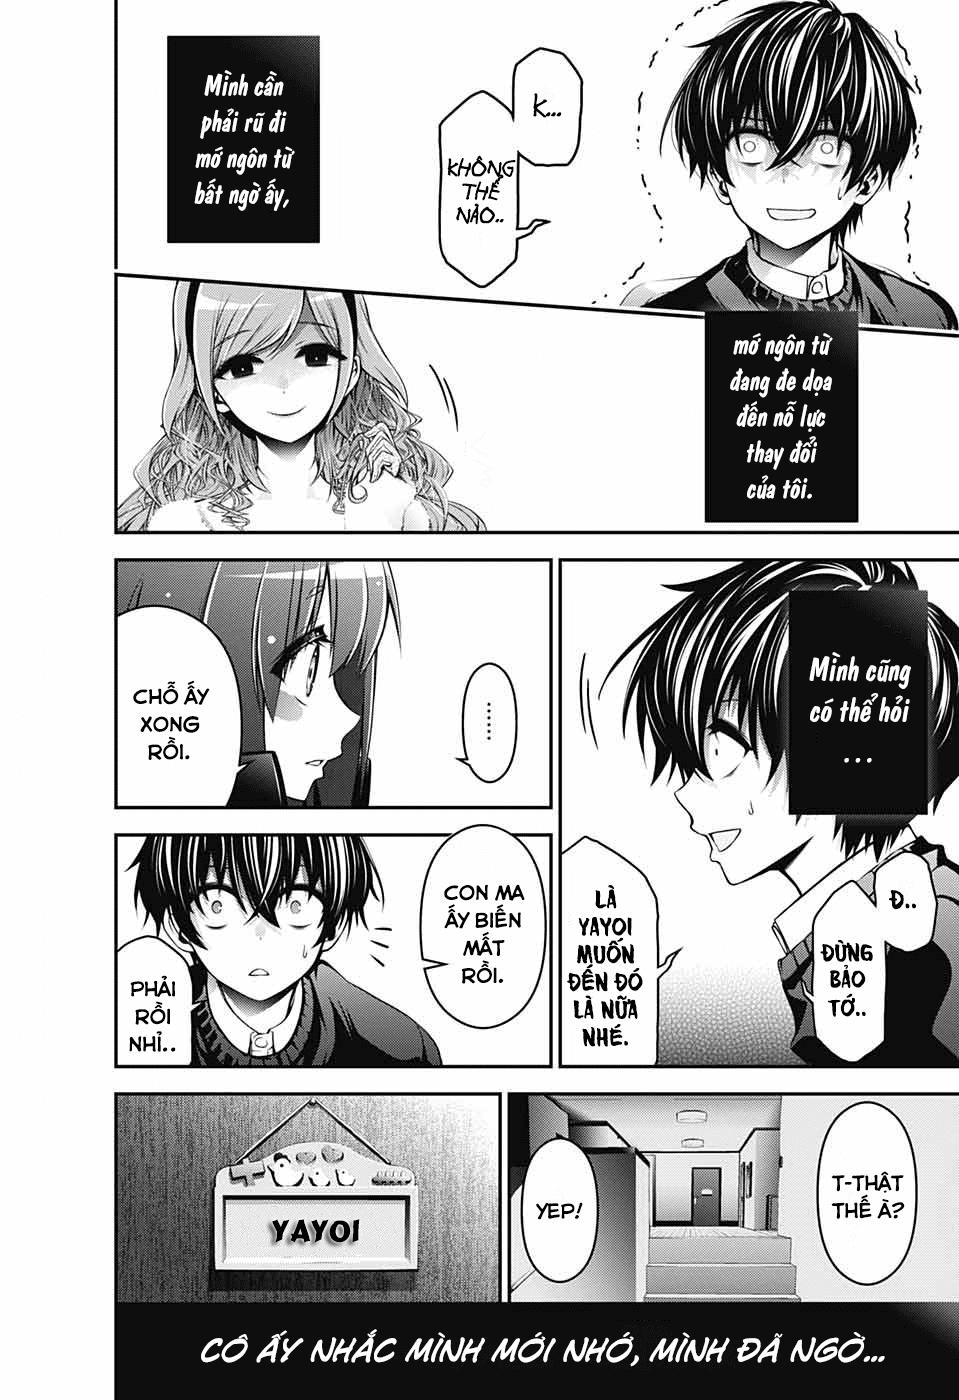 K...
KHÔNG
THỂ
NÀO..
Mình cần
phải rũ đi
mớ ngôn từ
bất ngờ ấy,
mớ ngôn từ
đang đe dọa
đến nỗ lực
thay đổi
của tôi.
Mình cũng
có thể hỏi
...
Đ..
ĐỪNG
BẢO
TỚ..
LÀ
YAYOI
MUỐN
ĐẾN ĐÓ
LÀ NỮA
NHÉ.
........
CHỖ ẤY
XONG
RỒI.
CON MA
ẤY BIẾN
MẤT
RỒI.
PHẢI
RỒI
NHỈ..
T-THẬT
THẾ À?
YEP!
YAYOI
CÔ ẤY NHẮC MÌNH MỚI NHỚ, MÌNH ĐÃ NGỜ...